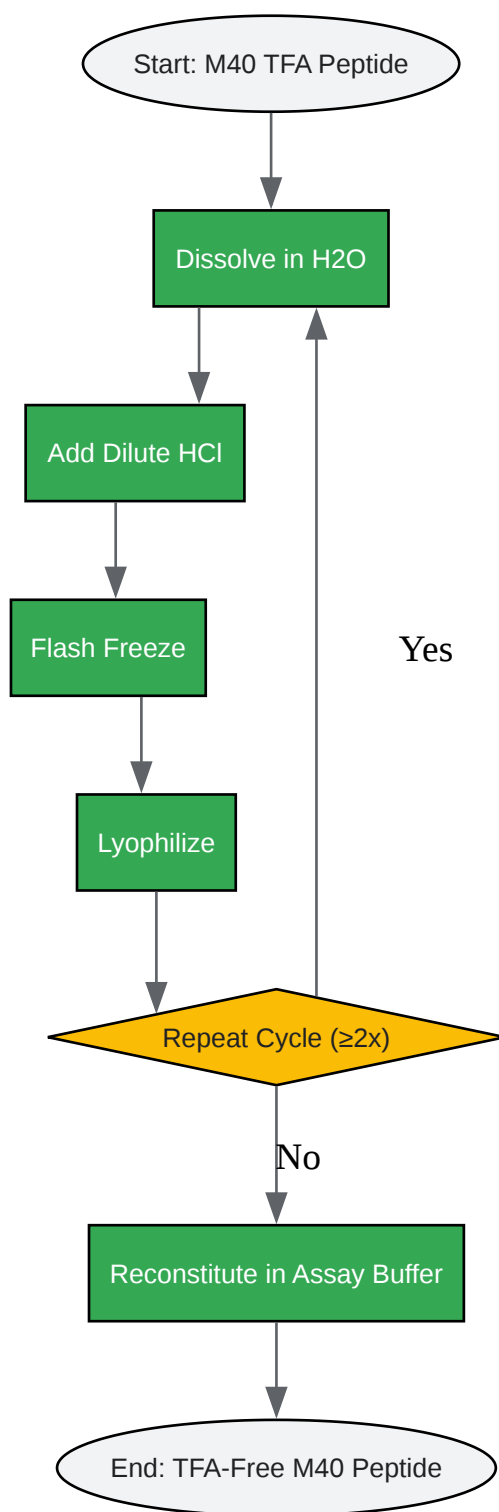 Start: M40 TFA Peptide
Dissolve in H2O
Add Dilute HCl
Flash Freeze
Yes
Lyophilize
Repeat Cycle (≥2x)
No
Reconstitute in Assay Buffer
End: TFA-Free M40 Peptide